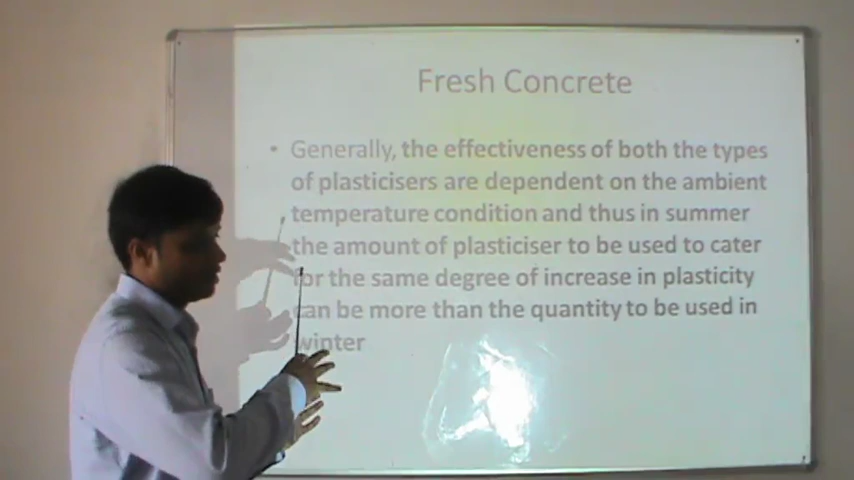 Fresh Concrete
• Generally, the effectiveness of both the types
of plasticisers are dependent on the ambient
temperature condition and thus in summer
the amount of plasticiser to be used to cater
for the same degree of increase in plasticity
can be more than the quantity to be used in
winter